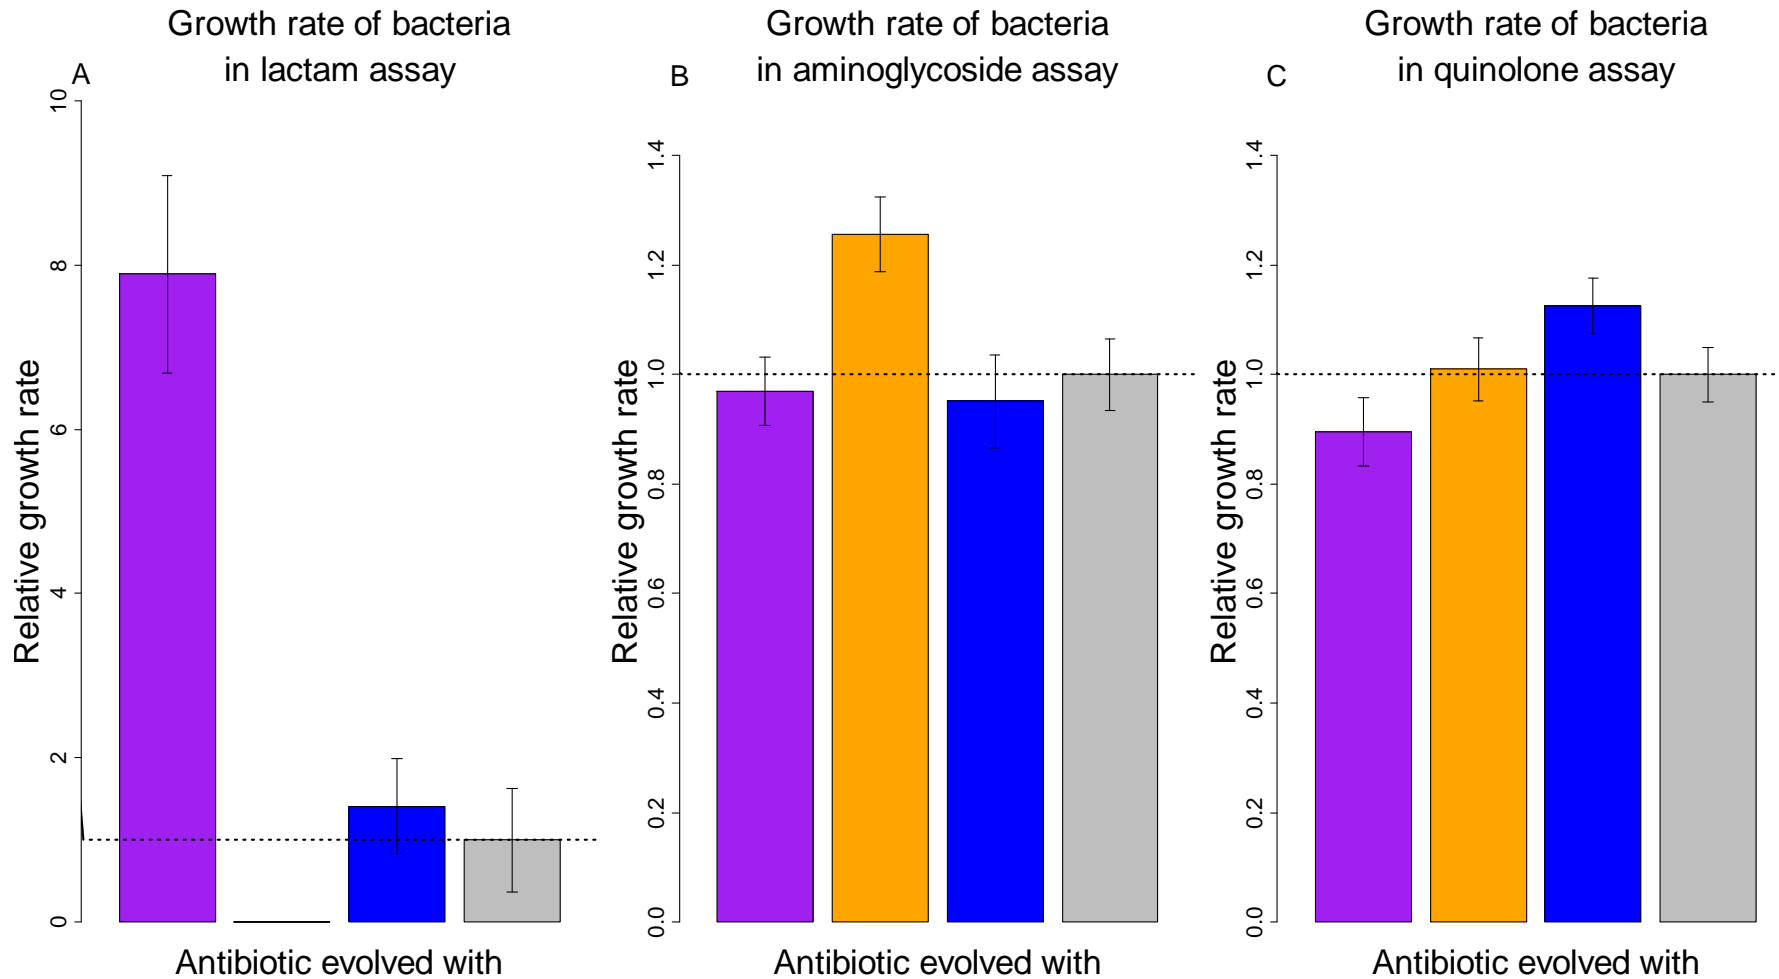 Growth rate of bacteria
in lactam assay
A
10
8
6
4
2
0
Relative growth rate
Antibiotic evolved with
Growth rate of bacteria
in aminoglycoside assay
B
1.4
1.2
1.0
0.8
0.6
0.4
0.2
0.0
Relative growth rate
Antibiotic evolved with
Growth rate of bacteria
in quinolone assay
C
1.4
1.2
1.0
0.8
0.6
0.4
0.2
0.0
Relative growth rate
Antibiotic evolved with